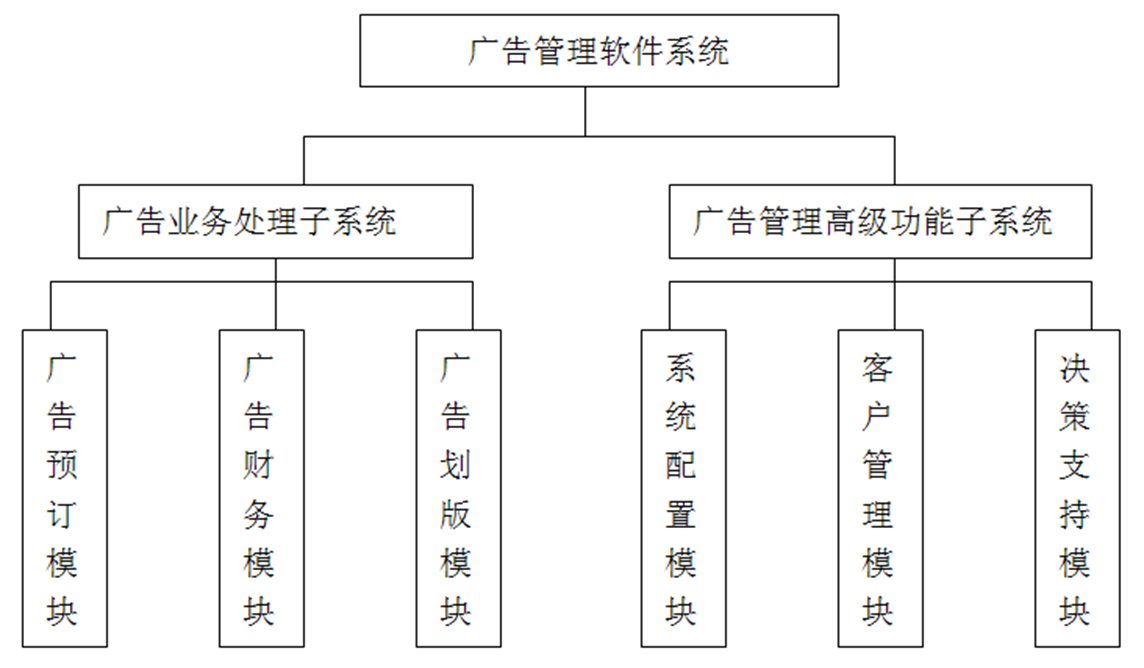 广告管理软件系统
广告业务处理子系统
广告管理高级功能子系统
广告预订模块
广告财务模块
广告划版模块
系统配置模块
客户管理模块
决策支持模块